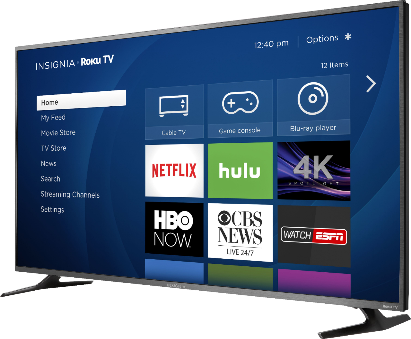 INSIGNIA · Roku TV
12:40 pm
Options
12 Items
Home
My Feed
Movie Store
TV Store
News
Search
Streaming Channels
Settings
Cable TV
Game console
Blu-ray player
NETFLIX
hulu
4K
HBO
NOW
CBS
NEWS
LIVE 24/7
WATCH ESPN
Roku TV